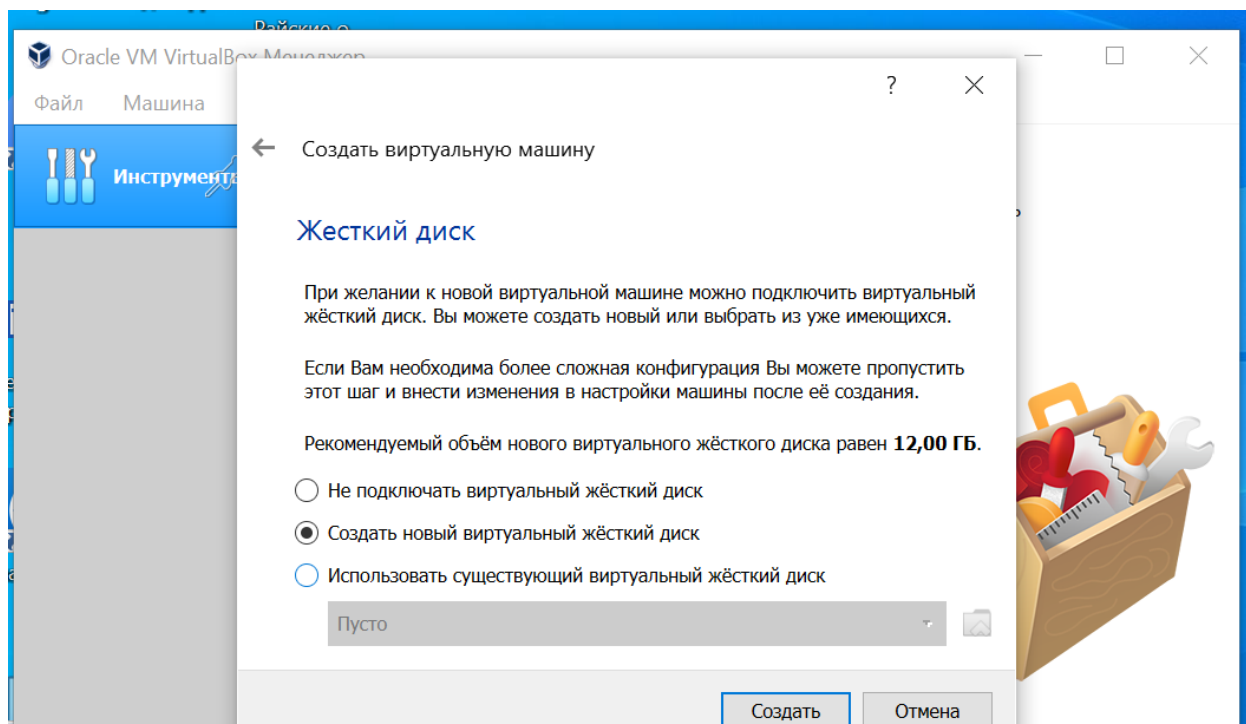 Oracle VM VirtualBox Менеджер
?
Файл Машина
Создать виртуальную машину
Инструменты
Жесткий диск
При желании к новой виртуальной машине можно подключить виртуальный
жёсткий диск. Вы можете создать новый или выбрать из уже имеющихся.
Если Вам необходима более сложная конфигурация Вы можете пропустить
этот шаг и внести изменения в настройки машины после её создания.
Рекомендуемый объём нового виртуального жёсткого диска равен 12,00 ГБ.
Не подключать виртуальный жёсткий диск
Создать новый виртуальный жёсткий диск
Использовать существующий виртуальный жёсткий диск
Пусто
Создать Отмена